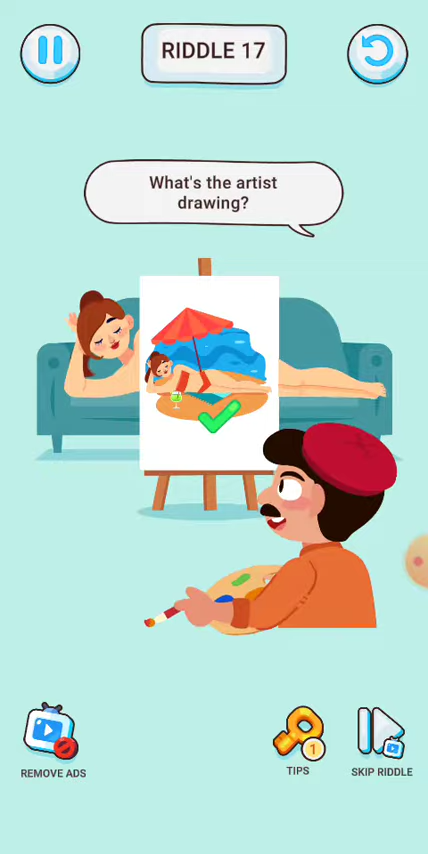 RIDDLE 17
What's the artist
drawing?
1
REMOVE ADS
TIPS
SKIP RIDDLE